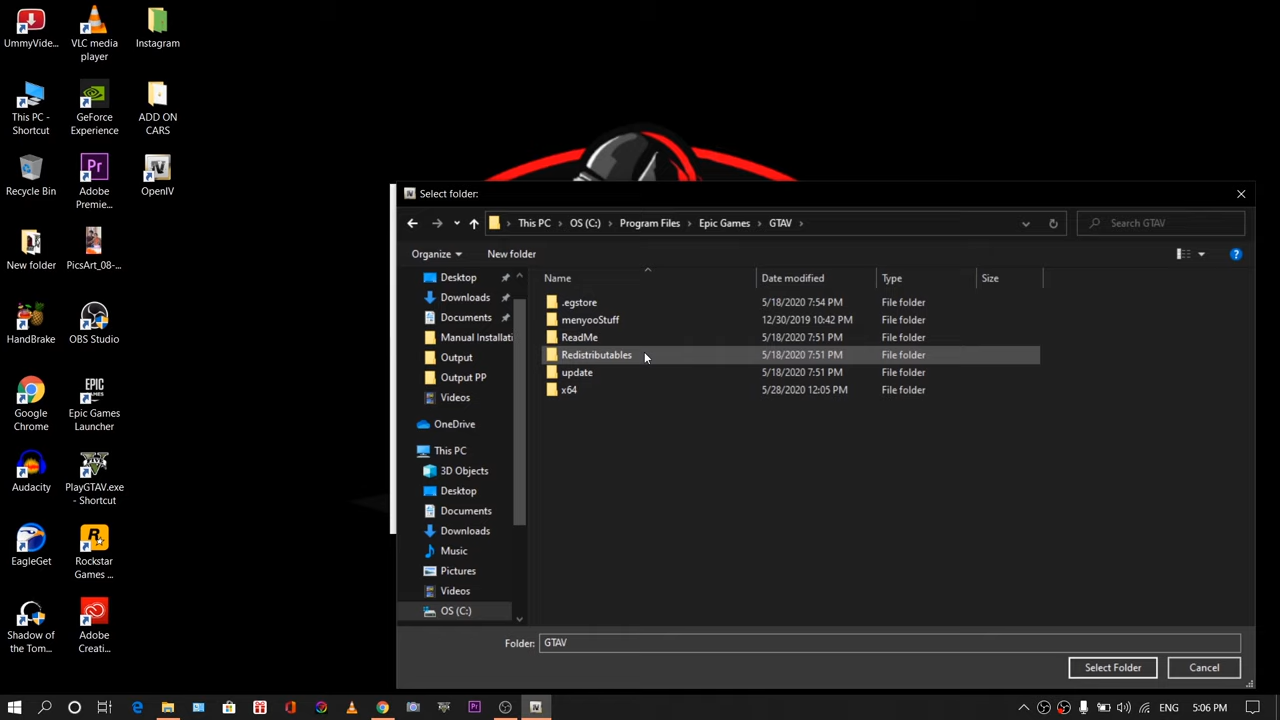 UmmyVide...
VLC media
player
Instagram
This PC -
Shortcut
GeForce
Experience
ADD ON
CARS
Recycle Bin
Adobe
Premie...
OpenIV
New folder
PicsArt_08-...
HandBrake
OBS Studio
Google
Chrome
Epic Games
Launcher
Audacity
PlayGTAV.exe
- Shortcut
EagleGet
Rockstar
Games ...
Shadow of
the Tom...
Adobe
Creati...
Select folder:
This PC > OS (C:) > Program Files > Epic Games > GTAV >
Search GTAV
Organize
New folder
Name
Date modified
Type
Size
.egstore 5/18/2020 7:54 PM File folder
menyooStuff 12/30/2019 10:42 PM File folder
ReadMe 5/18/2020 7:51 PM File folder
Redistributables 5/18/2020 7:51 PM File folder
update 5/18/2020 7:51 PM File folder
x64 5/28/2020 12:05 PM File folder
Desktop
Downloads
Documents
Manual Installati
Output
Output PP
Videos
OneDrive
This PC
3D Objects
Desktop
Documents
Downloads
Music
Pictures
Videos
OS (C:)
Folder: GTAV
Select Folder
Cancel
ENG
5:06 PM